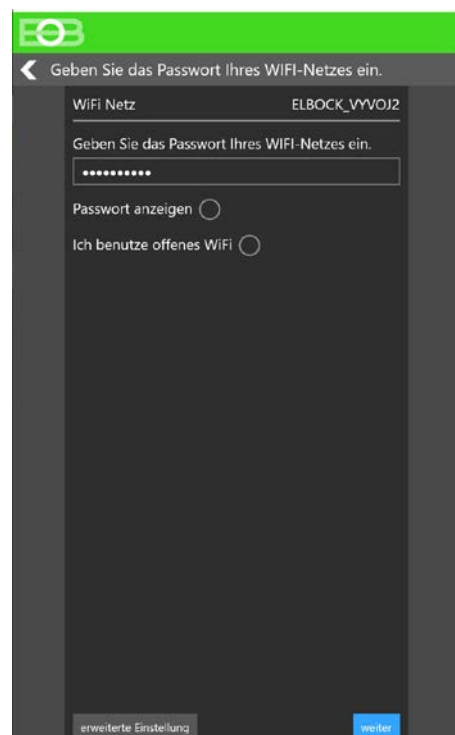 EOB
Geben Sie das Passwort Ihres WIFI-Netzes ein.
WiFi Netz ELBOCK_VYVOJ2
Geben Sie das Passwort Ihres WIFI-Netzes ein.
••••••••••
Passwort anzeigen
Ich benutze offenes WiFi
erweiterte Einstellung weiter